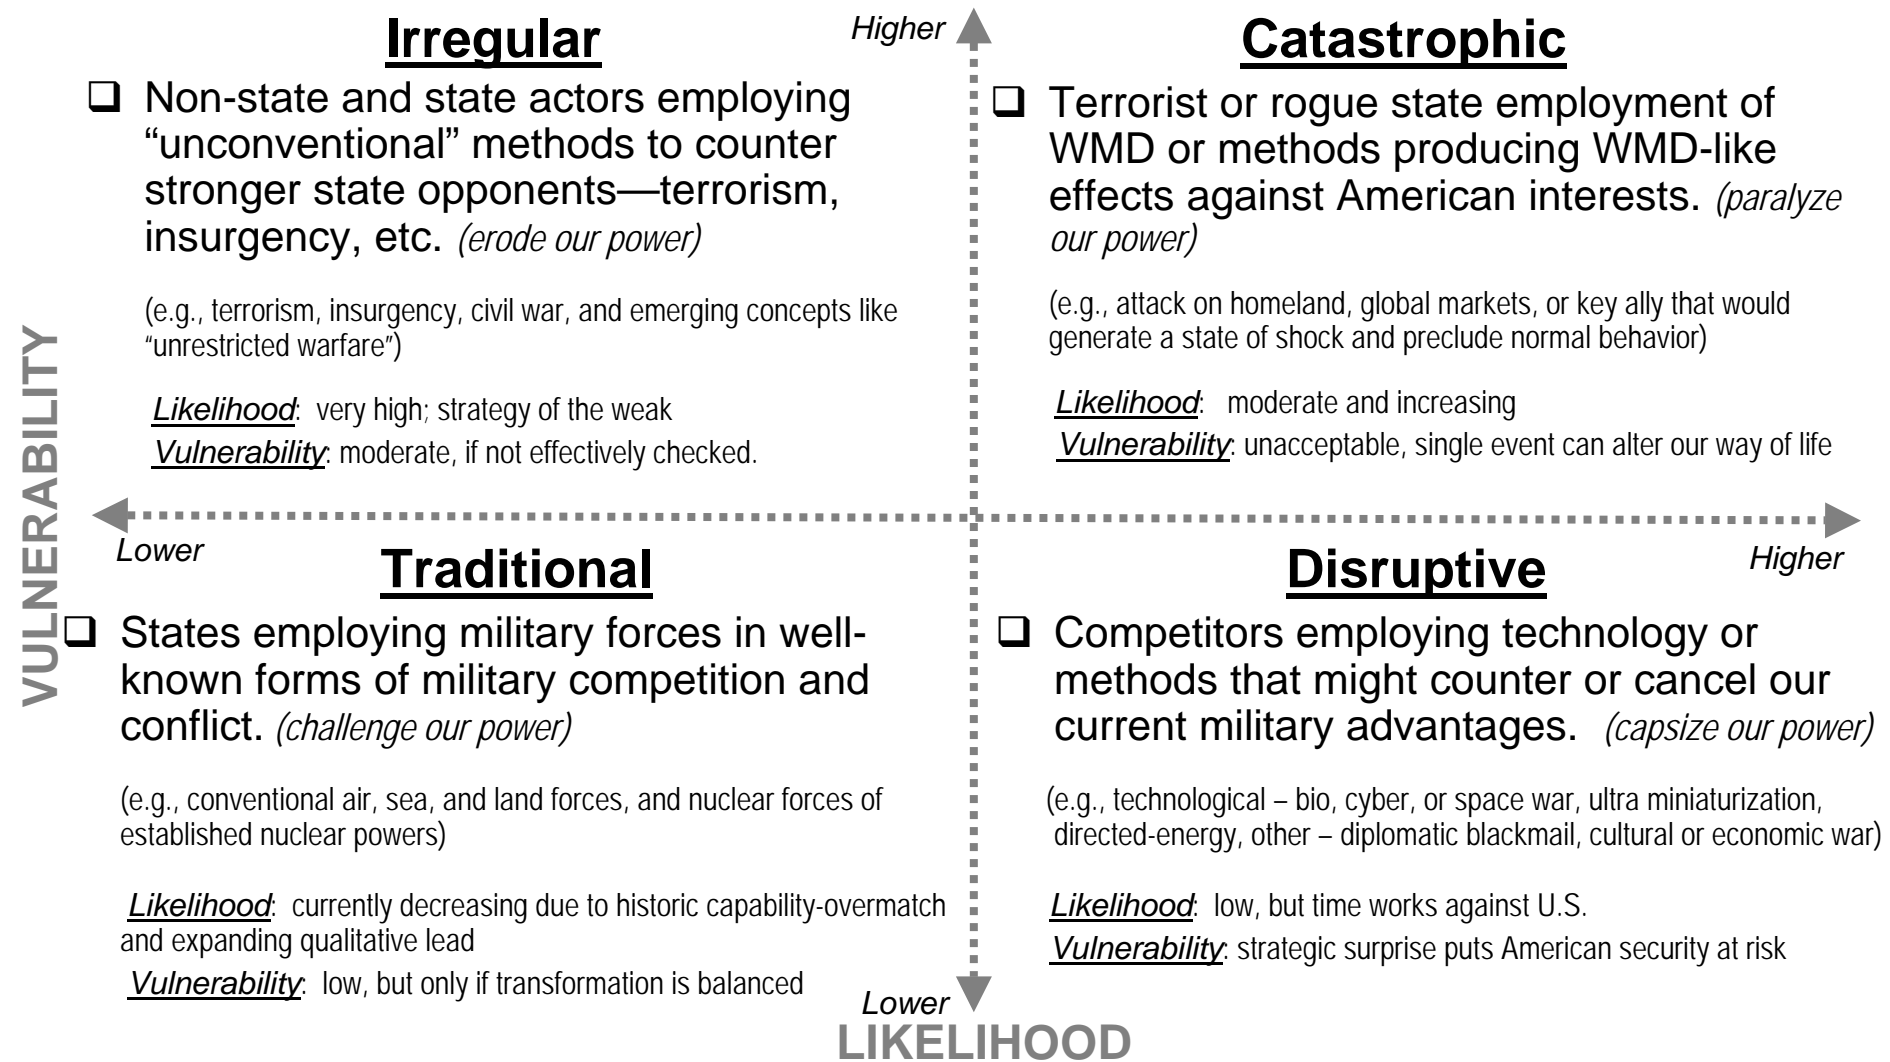 Irregular
❑ Non-state and state actors employing
“unconventional” methods to counter
stronger state opponents—terrorism,
insurgency, etc. (erode our power)
(e.g., terrorism, insurgency, civil war, and emerging concepts like
“unrestricted warfare”)
Likelihood: very high; strategy of the weak
Vulnerability: moderate, if not effectively checked.
Higher
Catastrophic
❑ Terrorist or rogue state employment of
WMD or methods producing WMD-like
effects against American interests. (paralyze
our power)
(e.g., attack on homeland, global markets, or key ally that would
generate a state of shock and preclude normal behavior)
Likelihood: moderate and increasing
Vulnerability: unacceptable, single event can alter our way of life
VULNERABILITY
Lower
Higher
Traditional
❑ States employing military forces in well-
known forms of military competition and
conflict. (challenge our power)
(e.g., conventional air, sea, and land forces, and nuclear forces of
established nuclear powers)
Likelihood: currently decreasing due to historic capability-overmatch
and expanding qualitative lead
Vulnerability: low, but only if transformation is balanced
Disruptive
❑ Competitors employing technology or
methods that might counter or cancel our
current military advantages. (capsize our power)
(e.g., technological – bio, cyber, or space war, ultra miniaturization,
directed-energy, other – diplomatic blackmail, cultural or economic war)
Likelihood: low, but time works against U.S.
Vulnerability: strategic surprise puts American security at risk
Lower
LIKELIHOOD